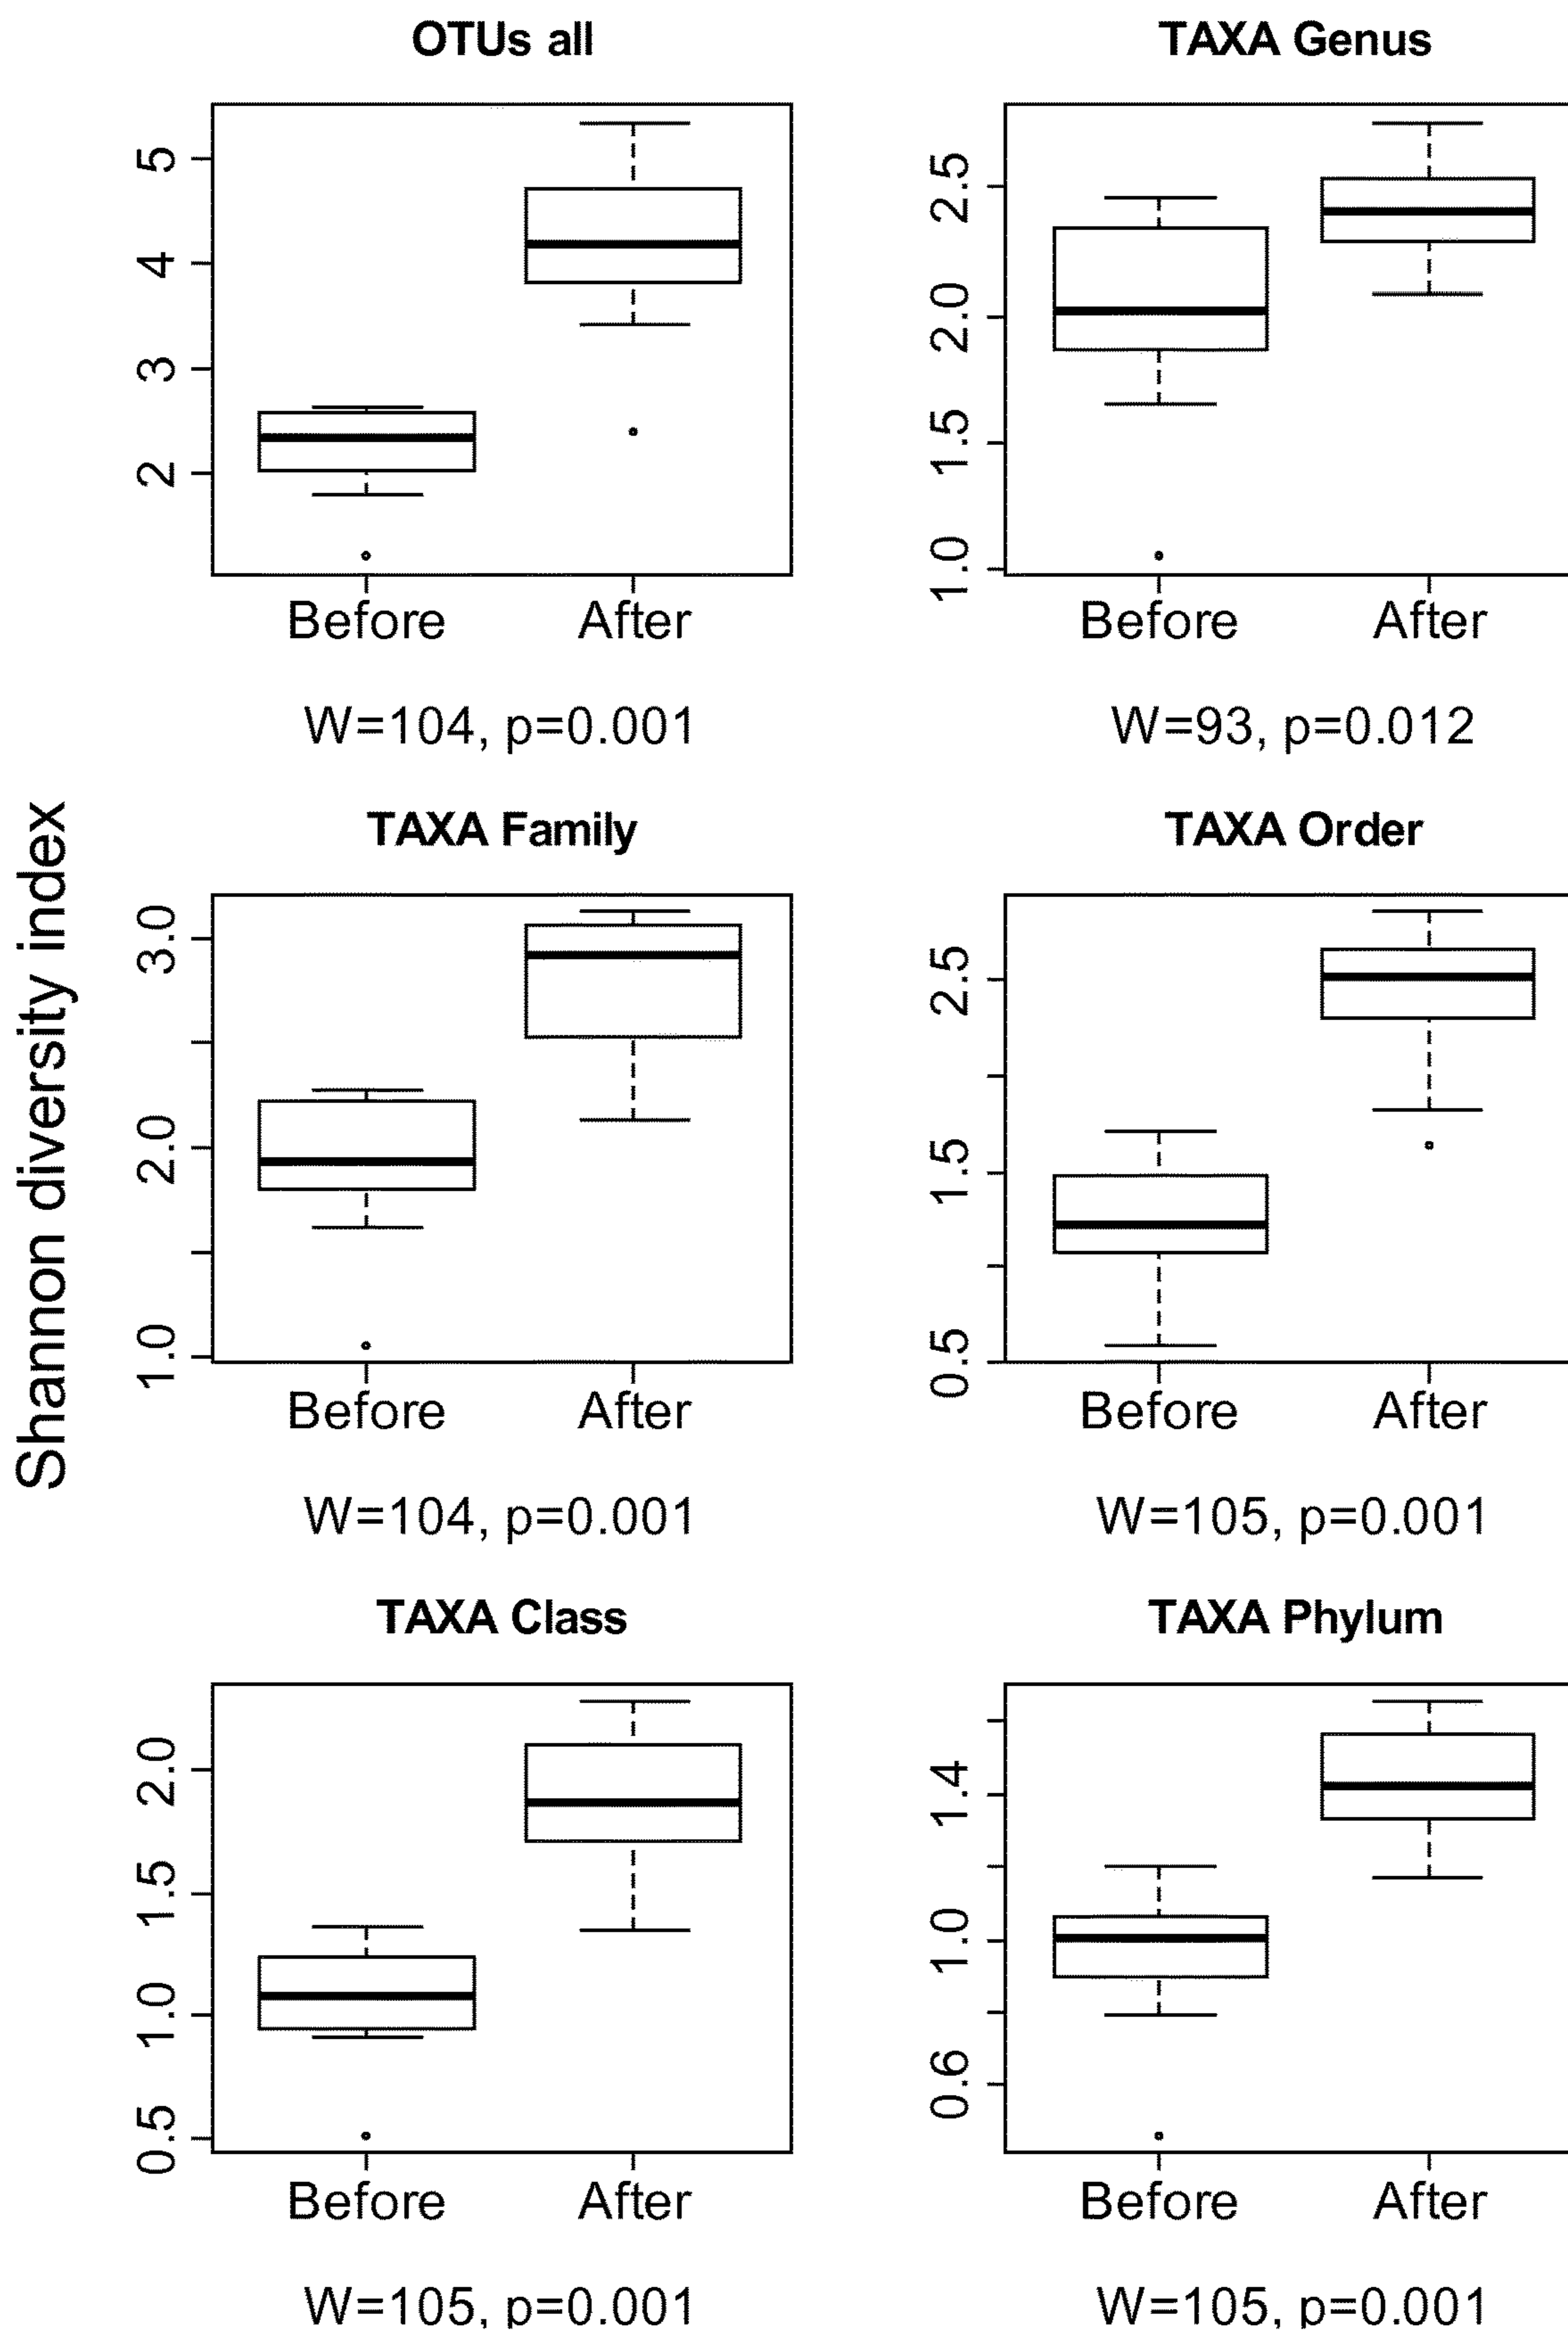 OTUs all
TAXA Genus
5
4
3
2
2.5
2.0
1.5
1.0
Before After
Before After
W=104, p=0.001
W=93, p=0.012
Shannon diversity index
TAXA Family
TAXA Order
3.0
2.0
1.0
2.5
1.5
0.5
Before After
Before After
W=104, p=0.001
W=105, p=0.001
TAXA Class
TAXA Phylum
2.0
1.5
1.0
0.5
1.4
1.0
0.6
Before After
Before After
W=105, p=0.001
W=105, p=0.001